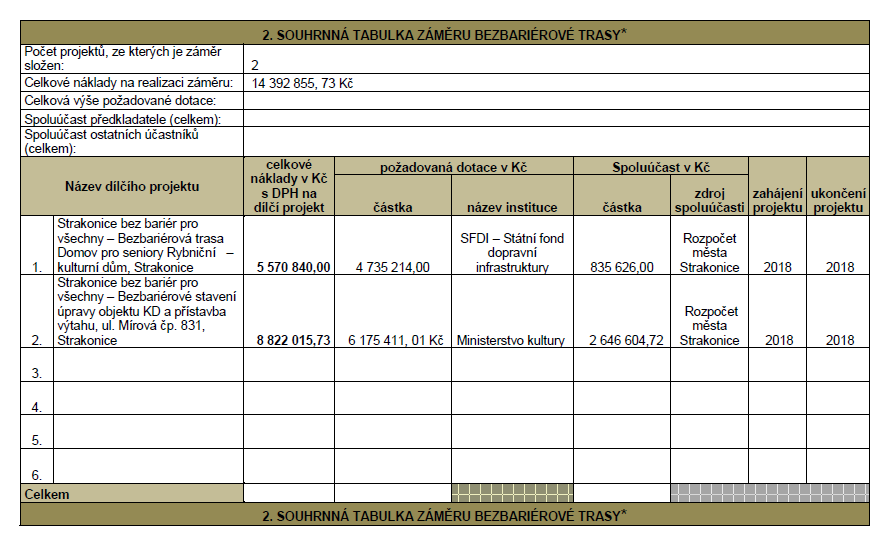 2. SOUHRNNÁ TABULKA ZÁMĚRU BEZBARIÉROVÉ TRASY*
Počet projektů, ze kterých je záměr
složen:
2
Celkové náklady na realizaci záměru:
14 392 855, 73 Kč
Celková výše požadované dotace:
Spoluúčast předkladatele (celkem):
Spoluúčast ostatních účastníků
(celkem):
Název dílčího projektu
celkové
náklady v Kč
s DPH na
dílčí projekt
požadovaná dotace v Kč
částka
název instituce
Spoluúčast v Kč
částka
zdroj
spoluúčasti
zahájení
projektu
ukončení
projektu
1.
Strakonice bez bariér pro
všechny – Bezbariérová trasa
Domov pro seniory Rybniční –
kulturní dům, Strakonice
5 570 840,00
4 735 214,00
SFDI – Státní fond
dopravní
infrastruktury
835 626,00
Rozpočet
města
Strakonice
2018
2018
2.
Strakonice bez bariér pro
všechny – Bezbariérové stavení
úpravy objektu KD a přístavba
výtahu, ul. Mírová čp. 831,
Strakonice
8 822 015,73
6 175 411, 01 Kč
Ministerstvo kultury
2 646 604,72
Rozpočet
města
Strakonice
2018
2018
3.
4.
5.
6.
Celkem
2. SOUHRNNÁ TABULKA ZÁMĚRU BEZBARIÉROVÉ TRASY*